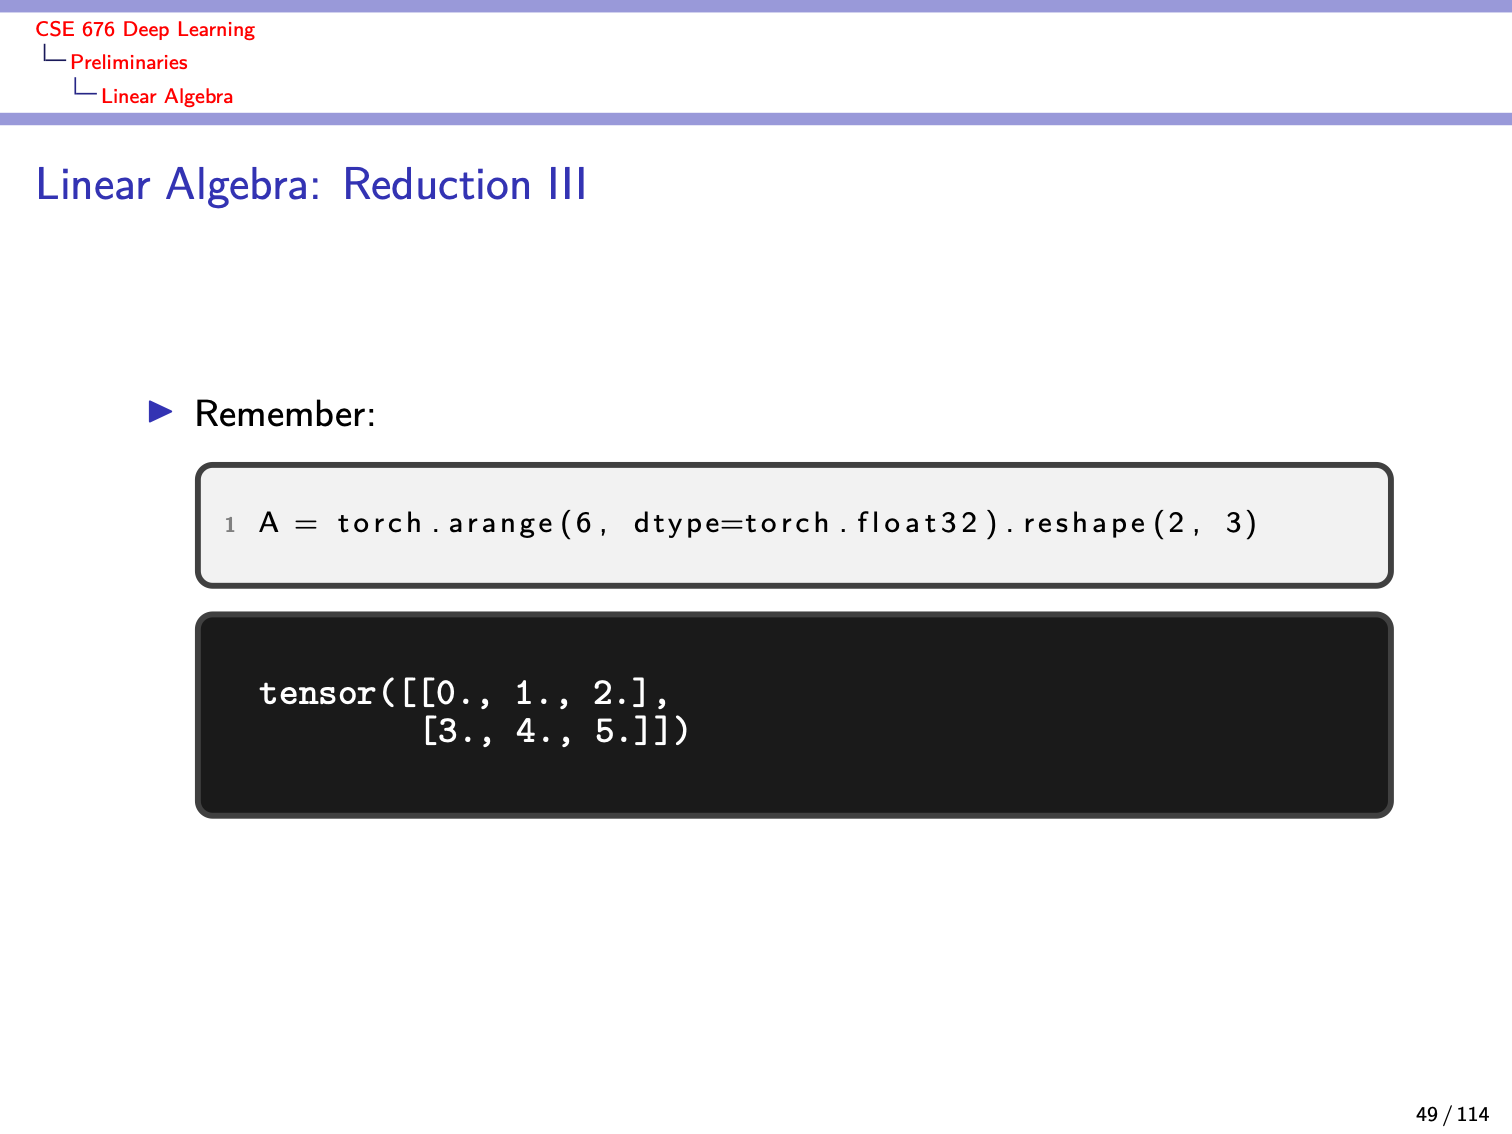 CSE 676 Deep Learning
Preliminaries
Linear Algebra
Linear Algebra: Reduction III
Remember:
1 A = torch.arange(6, dtype=torch.float32).reshape(2, 3)
tensor([[0., 1., 2.],
        [3., 4., 5.]])
49 / 114